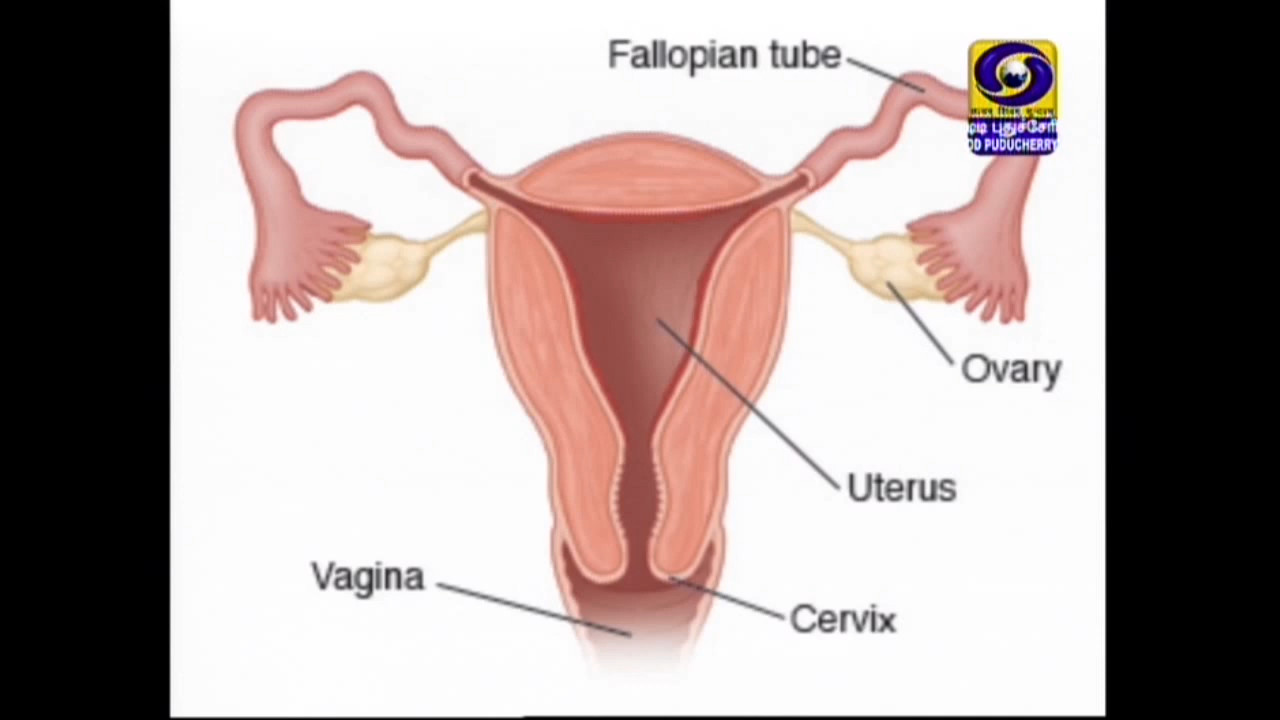 Fallopian tube
டிடி புதுச்சேரி
DD PUDUCHERRY
Ovary
Uterus
Vagina
Cervix